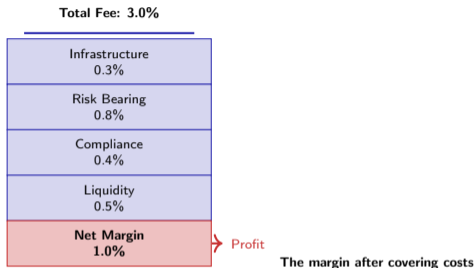 Total Fee: 3.0%
Infrastructure
0.3%
Risk Bearing
0.8%
Compliance
0.4%
Liquidity
0.5%
Net Margin
1.0%
Profit
The margin after covering costs